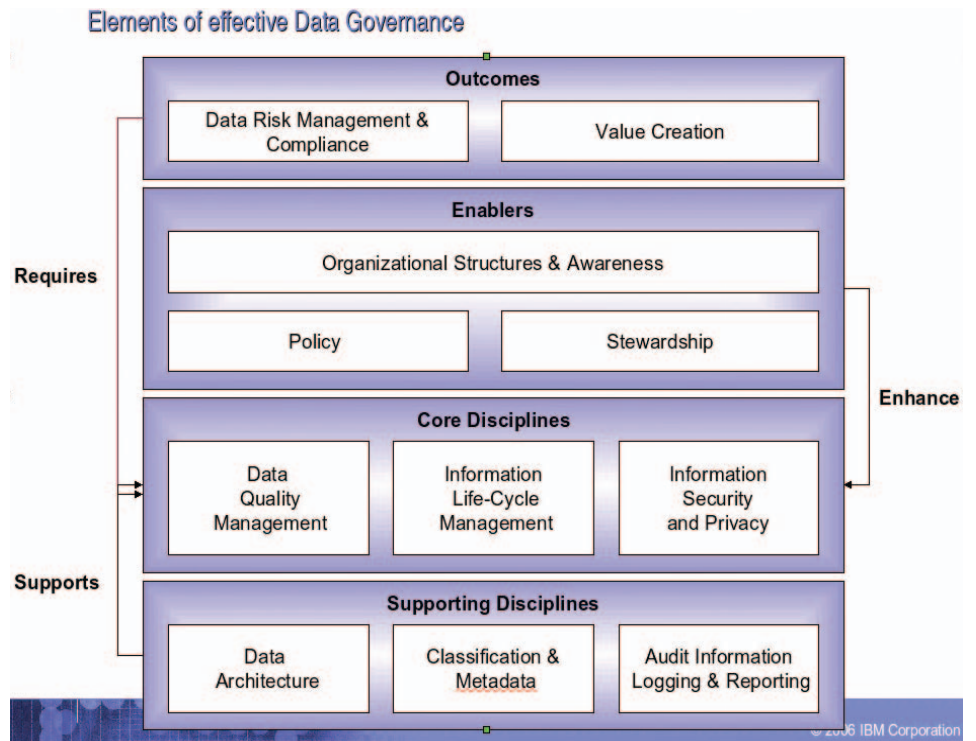 Elements of effective Data Governance
Outcomes
Data Risk Management &
Compliance
Value Creation
Enablers
Organizational Structures & Awareness
Requires
Policy
Stewardship
Enhance
Core Disciplines
Data
Quality
Management
Information
Life-Cycle
Management
Information
Security
and Privacy
Supports
Supporting Disciplines
Data
Architecture
Classification &
Metadata
Audit Information
Logging & Reporting
© 2006 IBM Corporation